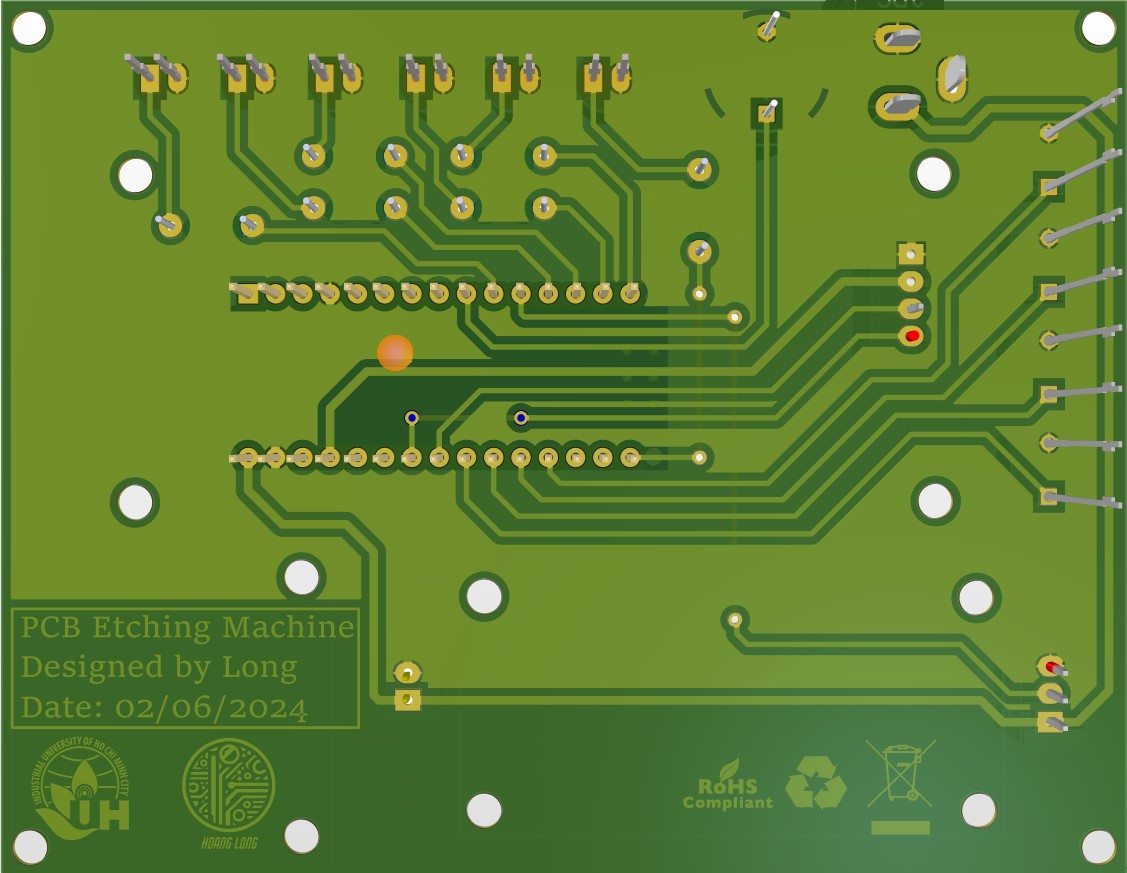 PCB Etching Machine
Designed by Long
Date: 02/06/2024
INDUSTRIAL UNIVERSITY OF HO CHI MINH CITY
IUH
HOANG LONG
RoHS
Compliant